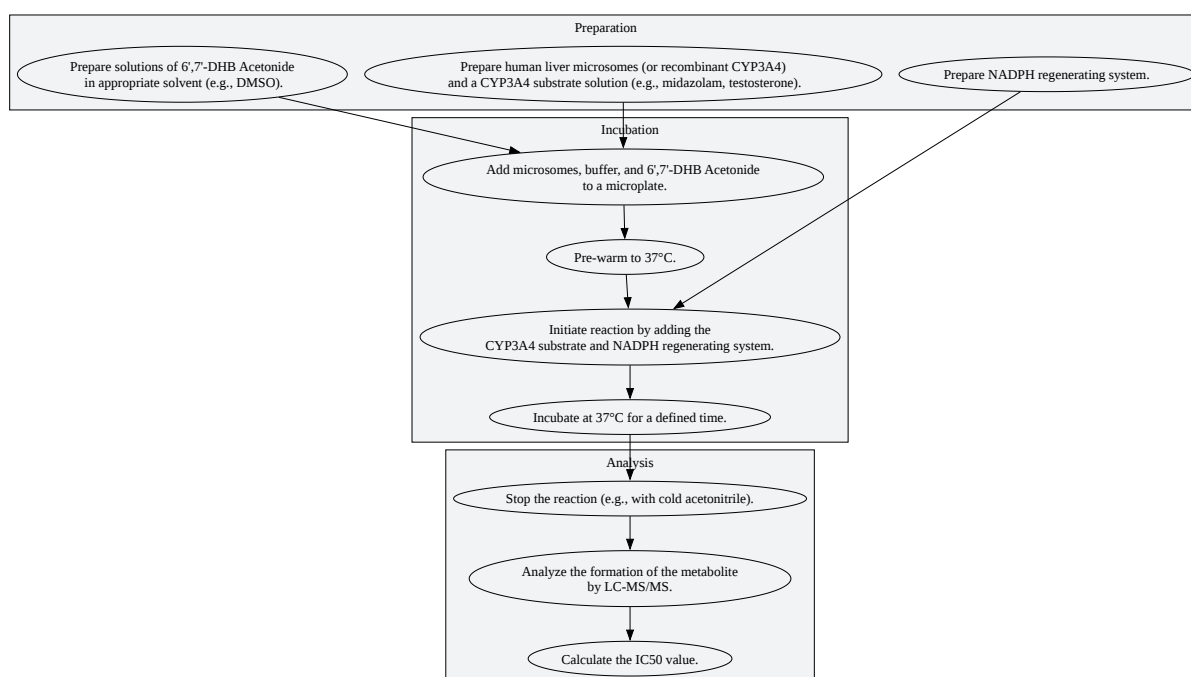 Preparation
Prepare solutions of 6',7'-DHB Acetonide
in appropriate solvent (e.g., DMSO).
Prepare human liver microsomes (or recombinant CYP3A4)
and a CYP3A4 substrate solution (e.g., midazolam, testosterone).
Prepare NADPH regenerating system.
Incubation
Add microsomes, buffer, and 6',7'-DHB Acetonide
to a microplate.
Pre-warm to 37°C.
Initiate reaction by adding the
CYP3A4 substrate and NADPH regenerating system.
Incubate at 37°C for a defined time.
Analysis
Stop the reaction (e.g., with cold acetonitrile).
Analyze the formation of the metabolite
by LC-MS/MS.
Calculate the IC50 value.